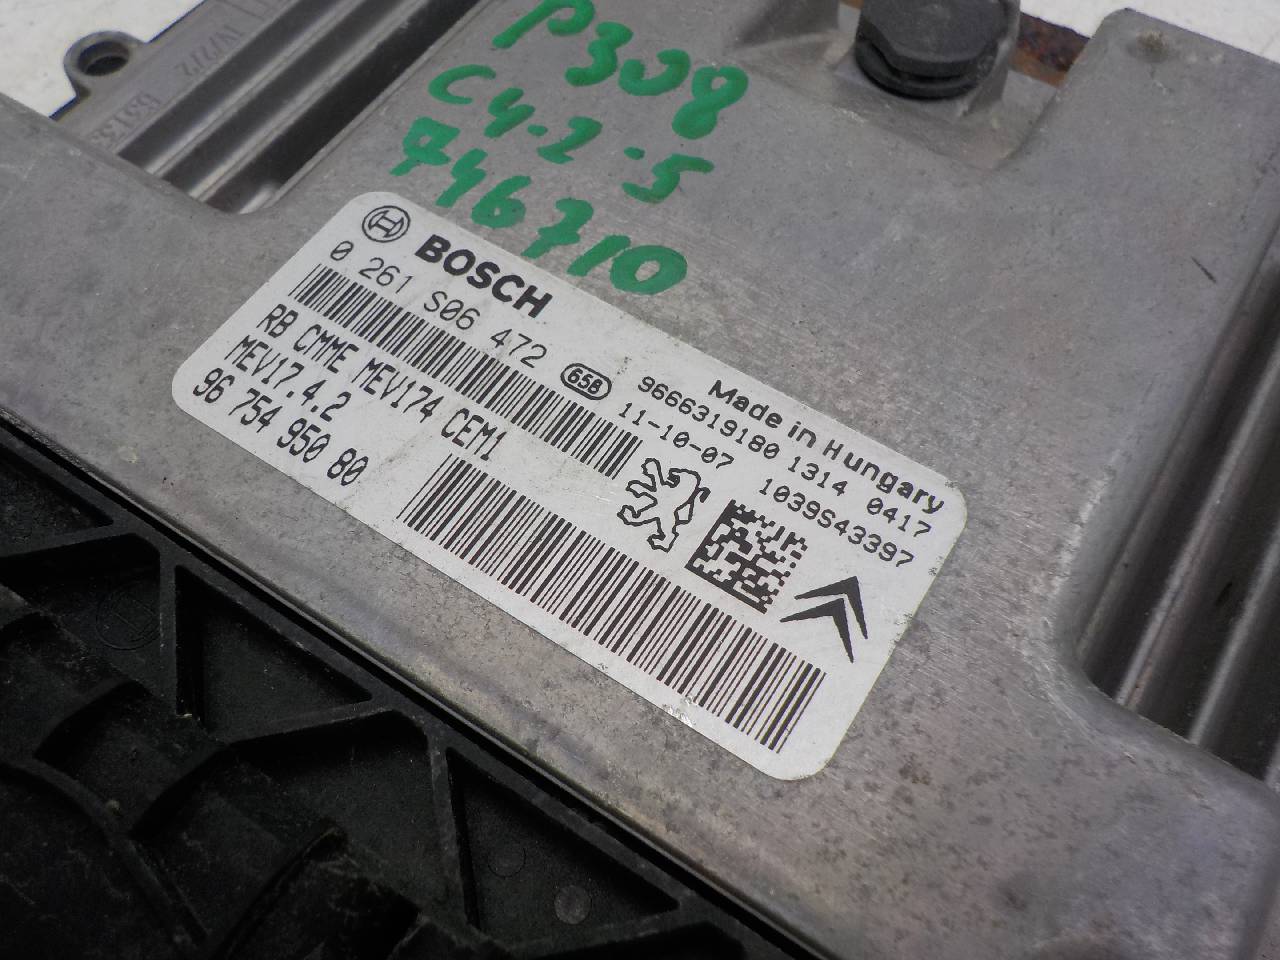 P308
C4-2-5
746710
BOSCH
0 261 S06 472
658
RB CMME MEV174 CEM1
MEV17.4.2
96 754 950 80
Made in Hungary
9666319180 1314 0417
11-10-07 1039S43397